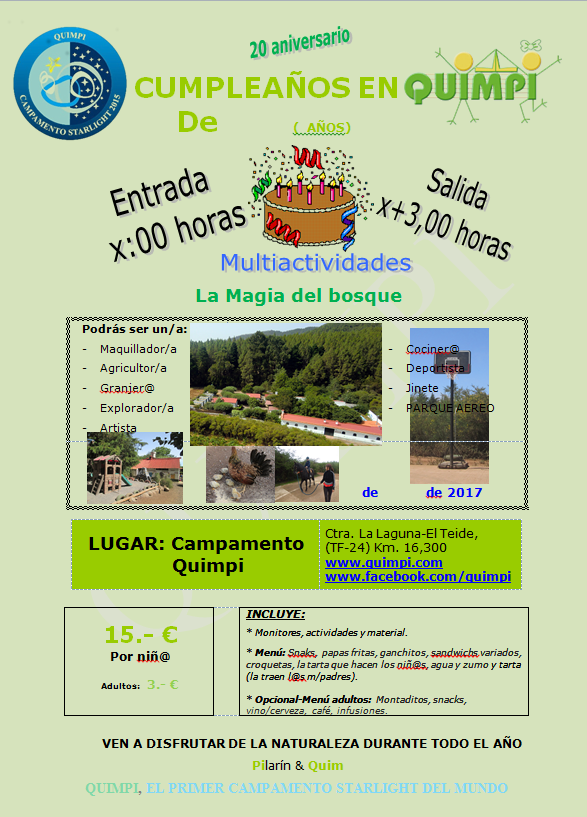 QUIMPI
CAMPAMENTO STARLIGHT 2015
20 aniversario
QUIMPI
CUMPLEAÑOS EN
De ( AÑOS)
Entrada
x:00 horas
Salida
x+3,00 horas
Multiactividades
La Magia del bosque
Podrás ser un/a:
- Maquillador/a
- Agricultor/a
- Granjer@
- Explorador/a
- Artista
- Cociner@
- Deportista
- Jinete
- PARQUE AEREO
de de 2017
LUGAR: Campamento
Quimpi
Ctra. La Laguna-El Teide,
(TF-24) Km. 16,300
www.quimpi.com
www.facebook.com/quimpi
15.- €
Por niñ@
Adultos: 3.- €
INCLUYE:
* Monitores, actividades y material.
* Menú: Snaks, papas fritas, ganchitos, sandwichs variados,
croquetas, la tarta que hacen los niñ@s, agua y zumo y tarta
(la traen l@s m/padres).
* Opcional-Menú adultos: Montaditos, snacks,
vino/cerveza, café, infusiones.
VEN A DISFRUTAR DE LA NATURALEZA DURANTE TODO EL AÑO
Pilarín & Quim
QUIMPI, EL PRIMER CAMPAMENTO STARLIGHT DEL MUNDO